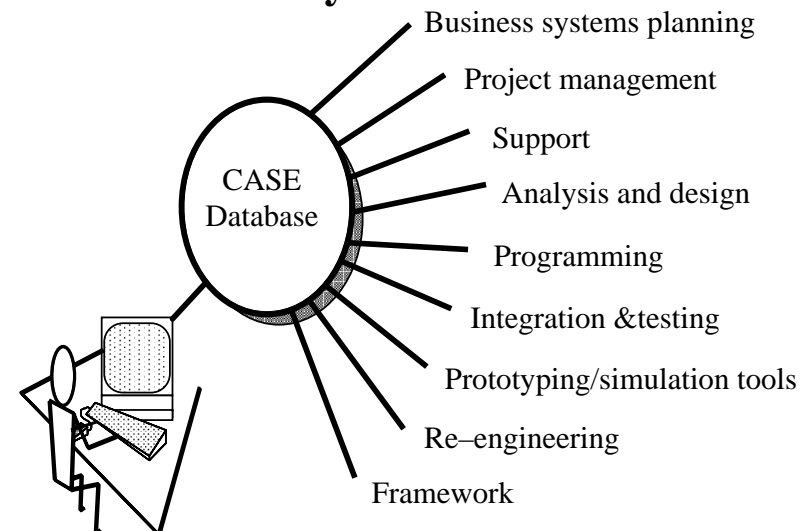 Business systems planning
Project management
Support
CASE
Database
Analysis and design
Programming
Integration &testing
Prototyping/simulation tools
Re–engineering
Framework